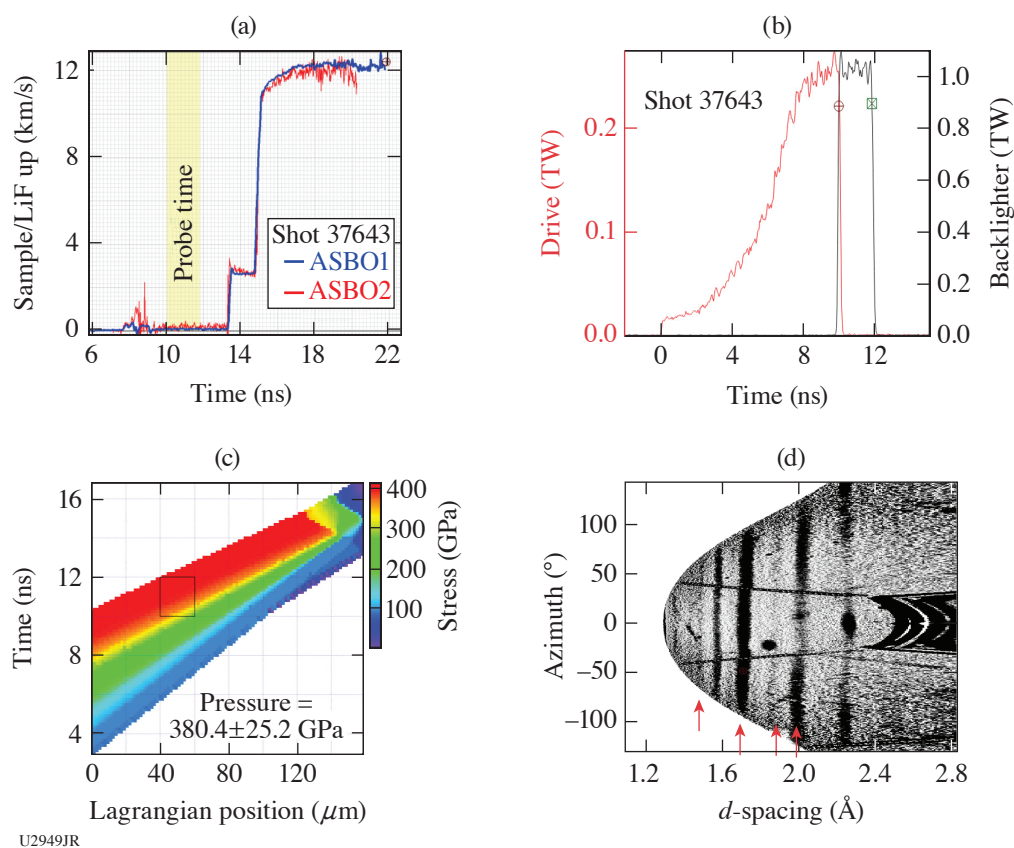 (a)
Sample/LiF up (km/s)
12
8
4
0
Probe time
Shot 37643
ASBO1
ASBO2
6
10
14
18
22
Time (ns)
(b)
Shot 37643
Drive (TW)
0.2
0.1
0.0
Backlighter (TW)
1.0
0.8
0.6
0.4
0.2
0.0
0
4
8
12
Time (ns)
(c)
Time (ns)
16
12
8
4
Pressure =
380.4±25.2 GPa
0
40
80
120
Lagrangian position (μm)
400
300
200
100
Stress (GPa)
(d)
Azimuth (°)
100
50
0
−50
−100
1.2
1.6
2.0
2.4
2.8
d-spacing (Å)
U2949JR